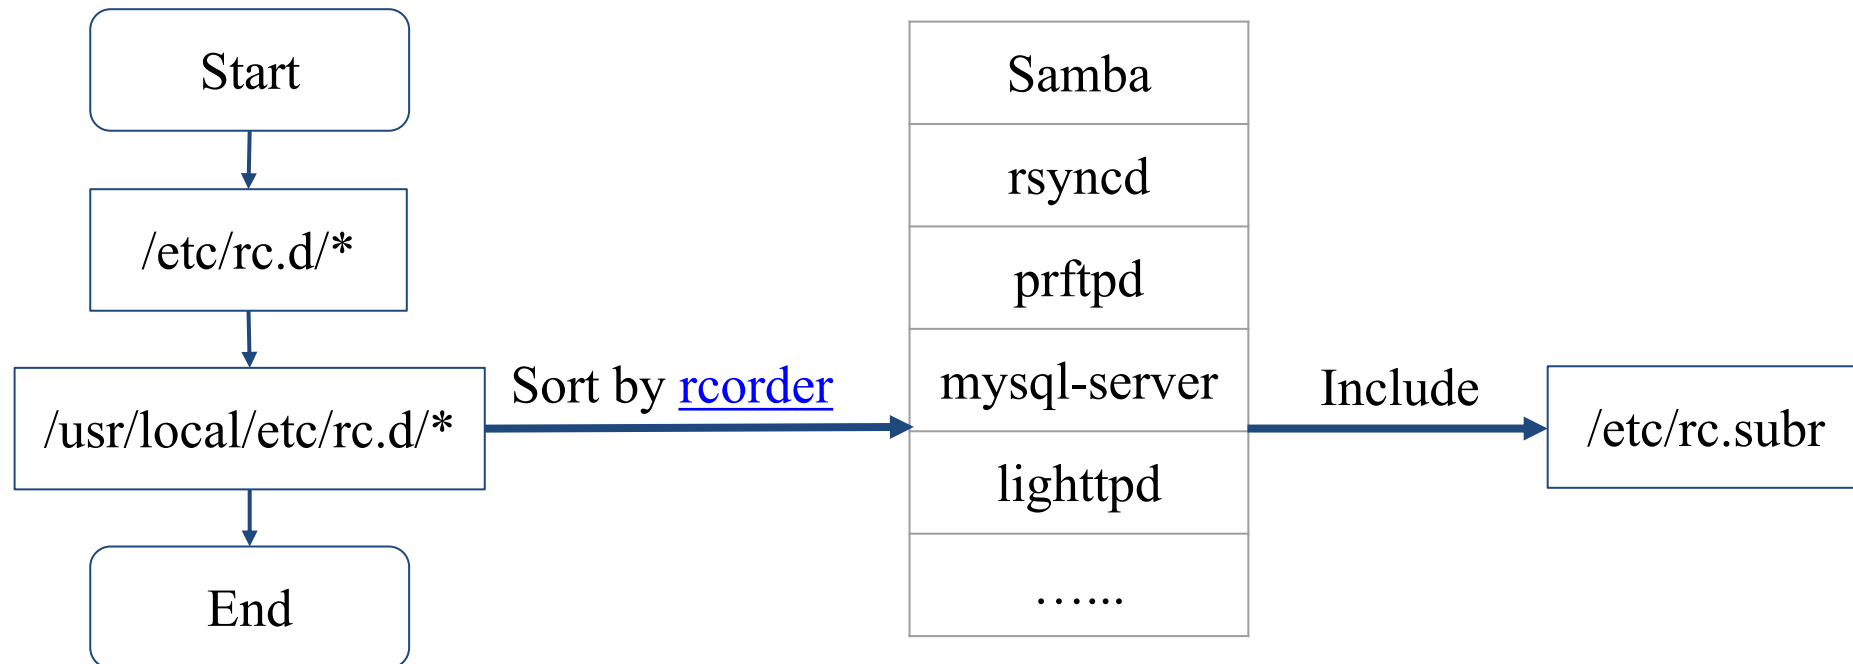 Start
/etc/rc.d/*
/usr/local/etc/rc.d/*
End
Sort by rcorder
Samba
rsyncd
prftpd
mysql-server
lighttpd
…...
Include
/etc/rc.subr